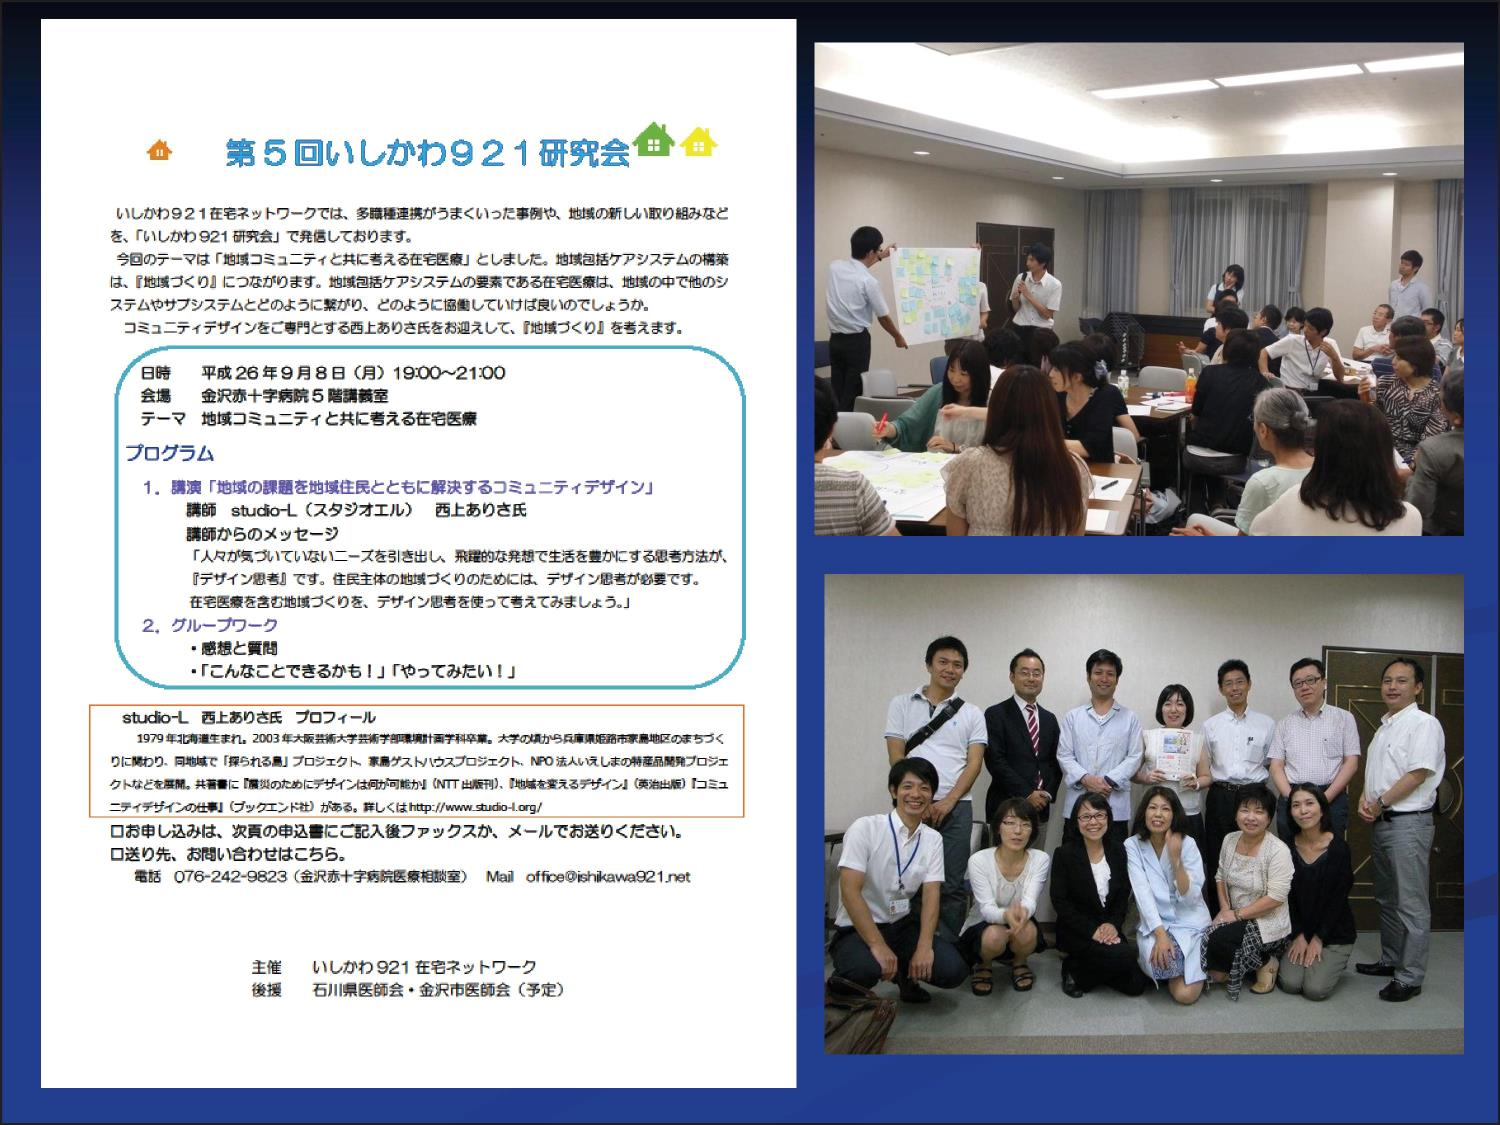 第5回いしかわ921研究会
いしかわ921在宅ネットワークでは、多職種連携がうまくいった事例や、地域の新しい取り組みなど
を、「いしかわ921研究会」で発信しております。
今回のテーマは「地域コミュニティと共に考える在宅医療」としました。地域包括ケアシステムの構築
は、『地域づくり』につながります。地域包括ケアシステムの要素である在宅医療は、地域の中で他のシ
ステムやサブシステムとどのように繋がり、どのように協働していけば良いのでしょうか。
コミュニティデザインをご専門とする西上ありさ氏をお迎えして、『地域づくり』を考えます。
日時 平成26年9月8日（月）19:00～21:00
会場 金沢赤十字病院5階講義室
テーマ 地域コミュニティと共に考える在宅医療
プログラム
1．講演「地域の課題を地域住民とともに解決するコミュニティデザイン」
講師 studio-L（スタジオエル） 西上ありさ氏
講師からのメッセージ
「人々が気づいていないニーズを引き出し、飛躍的な発想で生活を豊かにする思考方法が、
『デザイン思考』です。住民主体の地域づくりのためには、デザイン思考が必要です。
在宅医療を含む地域づくりを、デザイン思考を使って考えてみましょう。」
2．グループワーク
・感想と質問
・「こんなことできるかも！」「やってみたい！」
studio-L 西上ありさ氏 プロフィール
1979年北海道生まれ。2003年大阪芸術大学芸術学部環境計画学科卒業。大学の頃から兵庫県姫路市家島地区のまちづく
りに関わり、同地域で「探られる島」プロジェクト、家島ゲストハウスプロジェクト、NPO法人いえしまの特産品開発プロジェ
クトなどを展開。共著書に『震災のためにデザインは何が可能か』（NTT出版刊）、『地域を変えるデザイン』（英治出版）『コミュ
ニティデザインの仕事』（ブックエンド社）がある。詳しくはhttp://www.studio-l.org/
□お申し込みは、次頁の申込書にご記入後ファックスか、メールでお送りください。
□送り先、お問い合わせはこちら。
電話 076-242-9823（金沢赤十字病院医療相談室） Mail office@ishikawa921.net
主催 いしかわ921在宅ネットワーク
後援 石川県医師会・金沢市医師会（予定）